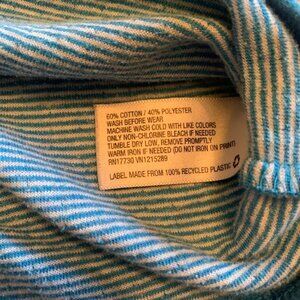 60% COTTON / 40% POLYESTER
WASH BEFORE WEAR
MACHINE WASH COLD WITH LIKE COLORS
ONLY NON-CHLORINE BLEACH IF NEEDED
TUMBLE DRY LOW, REMOVE PROMPTLY
WARM IRON IF NEEDED (DO NOT IRON ON PRINT)
RN17730 VN1215289
LABEL MADE FROM 100% RECYCLED PLASTIC